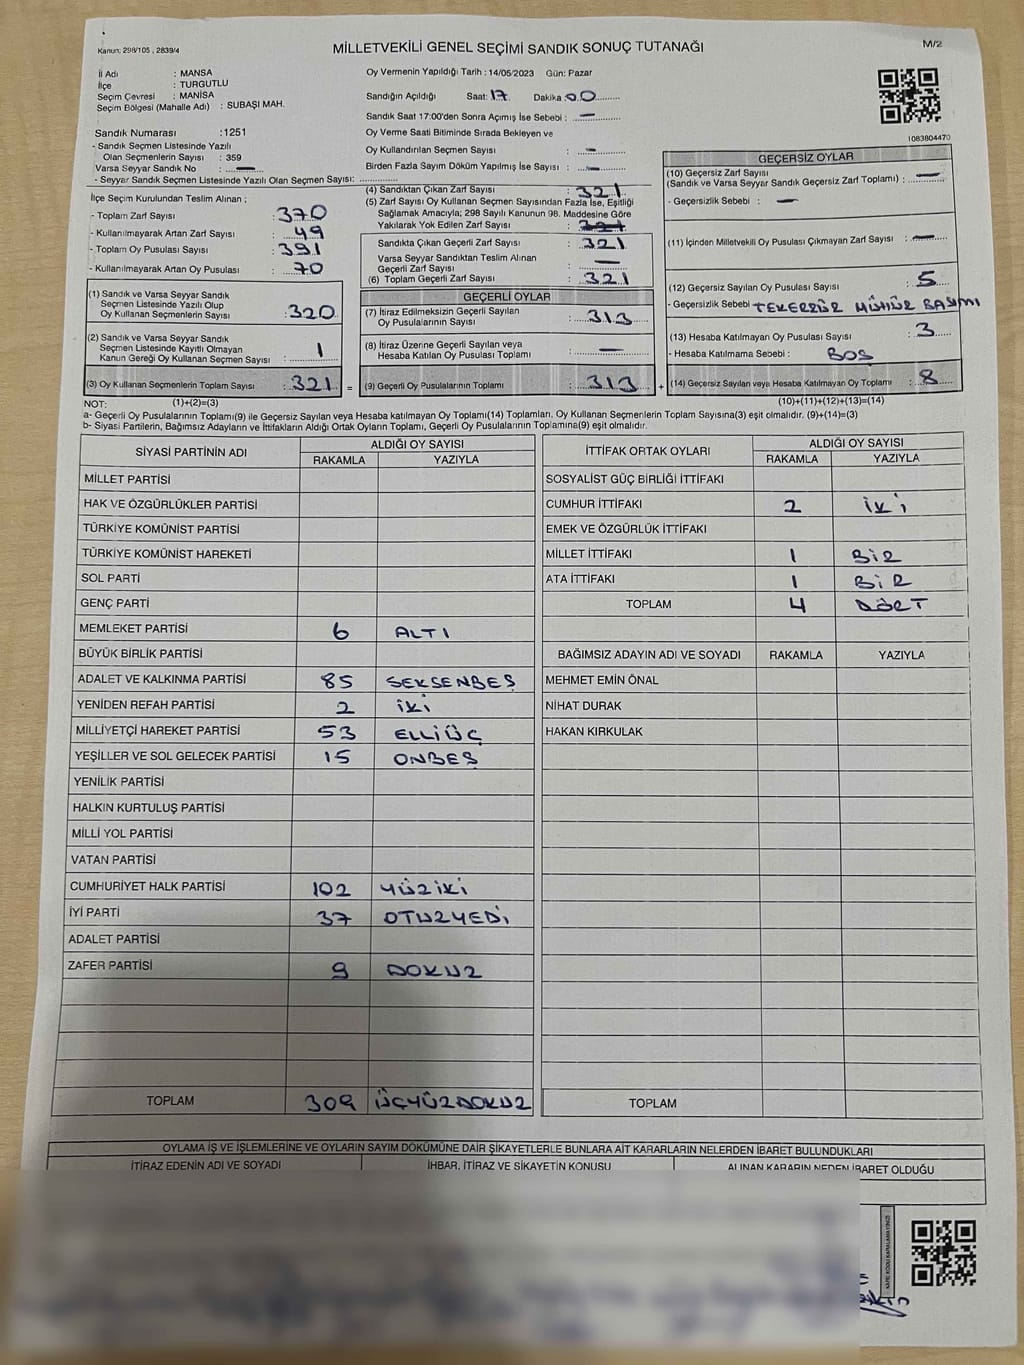 Kanun: 298/105 , 2839/4
MİLLETVEKİLİ GENEL SEÇİMİ SANDIK SONUÇ TUTANAĞI
M/2
İl Adı : MANSA
İlçe : TURGUTLU
Seçim Çevresi : MANİSA
Seçim Bölgesi (Mahalle Adı) : SUBAŞI MAH.
Sandık Numarası :1251
- Sandık Seçmen Listesinde Yazılı
Olan Seçmenlerin Sayısı : 359
Varsa Seyyar Sandık No : —
- Seyyar Sandık Seçmen Listesinde Yazılı Olan Seçmen Sayısı: ..............
Oy Vermenin Yapıldığı Tarih : 14/05/2023 Gün: Pazar
Sandığın Açıldığı Saat: 17 Dakika 00
Sandık Saat 17:00'den Sonra Açımış İse Sebebi : —
Oy Verme Saati Bitiminde Sırada Bekleyen ve
Oy Kullandırılan Seçmen Sayısı : —
Birden Fazla Sayım Döküm Yapılmış İse Sayısı : —
1083804470
İlçe Seçim Kurulundan Teslim Alınan ;
- Toplam Zarf Sayısı : 370
- Kullanılmayarak Artan Zarf Sayısı : 49
- Toplam Oy Pusulası Sayısı : 391
- Kullanılmayarak Artan Oy Pusulası : 70
(1) Sandık ve Varsa Seyyar Sandık
Seçmen Listesinde Yazılı Olup
Oy Kullanan Seçmenlerin Sayısı : 320
(2) Sandık ve Varsa Seyyar Sandık
Seçmen Listesinde Kayıtlı Olmayan
Kanun Gereği Oy Kullanan Seçmen Sayısı : 1
(3) Oy Kullanan Seçmenlerin Toplam Sayısı : 321 =
(4) Sandıktan Çıkan Zarf Sayısı : 321
(5) Zarf Sayısı Oy Kullanan Seçmen Sayısından Fazla İse, Eşitliği
Sağlamak Amacıyla; 298 Sayılı Kanunun 98. Maddesine Göre
Yakılarak Yok Edilen Zarf Sayısı : 321
Sandıkta Çıkan Geçerli Zarf Sayısı : 321
Varsa Seyyar Sandıktan Teslim Alınan
Geçerli Zarf Sayısı : —
(6) Toplam Geçerli Zarf Sayısı : 321
GEÇERLİ OYLAR
(7) İtiraz Edilmeksizin Geçerli Sayılan
Oy Pusulalarının Sayısı : 313
(8) İtiraz Üzerine Geçerli Sayılan veya
Hesaba Katılan Oy Pusulası Toplamı : —
(9) Geçerli Oy Pusulalarının Toplamı : 313 +
GEÇERSİZ OYLAR
(10) Geçersiz Zarf Sayısı
(Sandık ve Varsa Seyyar Sandık Geçersiz Zarf Toplamı) : —
- Geçersizlik Sebebi : —
(11) İçinden Milletvekili Oy Pusulası Çıkmayan Zarf Sayısı : —
(12) Geçersiz Sayılan Oy Pusulası Sayısı : 5
- Geçersizlik Sebebi TEKERRÜR MÜHÜR BASIMI
(13) Hesaba Katılmayan Oy Pusulası Sayısı : 3
- Hesaba Katılmama Sebebi : BOŞ
(14) Geçersiz Sayılan veya Hesaba Katılmayan Oy Toplamı : 8
NOT: (1)+(2)=(3) (10)+(11)+(12)+(13)=(14)
a- Geçerli Oy Pusulalarının Toplamı(9) ile Geçersiz Sayılan veya Hesaba katılmayan Oy Toplamı(14) Toplamları, Oy Kullanan Seçmenlerin Toplam Sayısına(3) eşit olmalıdır. (9)+(14)=(3)
b- Siyasi Partilerin, Bağımsız Adayların ve İttifakların Aldığı Ortak Oyların Toplamı, Geçerli Oy Pusulalarının Toplamına(9) eşit olmalıdır.
SİYASİ PARTİNİN ADI ALDIĞI OY SAYISI
RAKAMLA YAZIYLA
MİLLET PARTİSİ
HAK VE ÖZGÜRLÜKLER PARTİSİ
TÜRKİYE KOMÜNİST PARTİSİ
TÜRKİYE KOMÜNİST HAREKETİ
SOL PARTİ
GENÇ PARTİ
MEMLEKET PARTİSİ 6 ALTI
BÜYÜK BİRLİK PARTİSİ
ADALET VE KALKINMA PARTİSİ 85 SEKSENBEŞ
YENİDEN REFAH PARTİSİ 2 İKİ
MİLLİYETÇİ HAREKET PARTİSİ 53 ELLİÜÇ
YEŞİLLER VE SOL GELECEK PARTİSİ 15 ONBEŞ
YENİLİK PARTİSİ
HALKIN KURTULUŞ PARTİSİ
MİLLİ YOL PARTİSİ
VATAN PARTİSİ
CUMHURİYET HALK PARTİSİ 102 YÜZİKİ
İYİ PARTİ 37 OTUZYEDİ
ADALET PARTİSİ
ZAFER PARTİSİ 9 DOKUZ
TOPLAM 309 ÜÇYÜZDOKUZ
İTTİFAK ORTAK OYLARI ALDIĞI OY SAYISI
RAKAMLA YAZIYLA
SOSYALİST GÜÇ BİRLİĞİ İTTİFAKI
CUMHUR İTTİFAKI 2 İKİ
EMEK VE ÖZGÜRLÜK İTTİFAKI
MİLLET İTTİFAKI 1 BİR
ATA İTTİFAKI 1 BİR
TOPLAM 4 DÖRT
BAĞIMSIZ ADAYIN ADI VE SOYADI RAKAMLA YAZIYLA
MEHMET EMİN ÖNAL
NİHAT DURAK
HAKAN KIRKULAK
TOPLAM
OYLAMA İŞ VE İŞLEMLERİNE VE OYLARIN SAYIM DÖKÜMÜNE DAİR ŞİKAYETLERLE BUNLARA AİT KARARLARIN NELERDEN İBARET BULUNDUKLARI
İTİRAZ EDENİN ADI VE SOYADI İHBAR, İTİRAZ VE ŞİKAYETİN KONUSU ALINAN KARARIN NEDEN İBARET OLDUĞU
KARE KODU KARALAMAYINIZ!